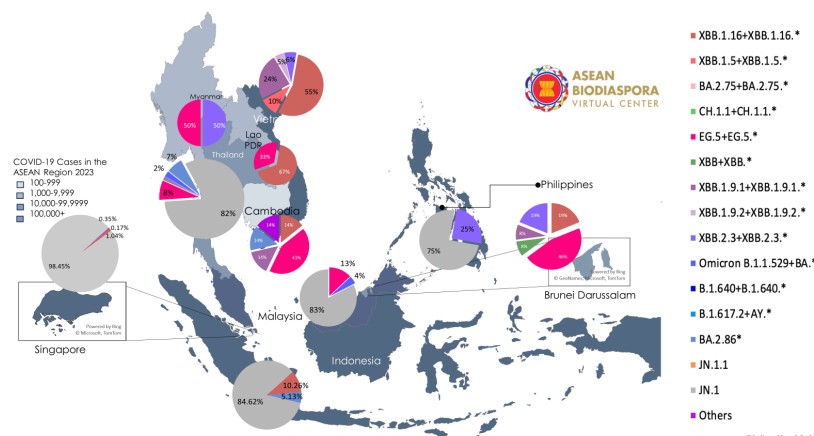 ASEAN
BIODIASPORA
VIRTUAL CENTER
XBB.1.16+XBB.1.16.*
XBB.1.5+XBB.1.5.*
BA.2.75+BA.2.75.*
CH.1.1+CH.1.1.*
EG.5+EG.5.*
XBB+XBB.*
XBB.1.9.1+XBB.1.9.1.*
XBB.1.9.2+XBB.1.9.2.*
XBB.2.3+XBB.2.3.*
Omicron B.1.1.529+BA.*
B.1.640+B.1.640.*
B.1.617.2+AY.*
BA.2.86*
JN.1.1
JN.1
Others
5%
6%
24%
55%
10%
Vietn
Myanmar
50%
50%
Lao
PDR
33%
67%
Thailand
7%
2%
8%
82%
COVID-19 Cases in the
ASEAN Region 2023
100-999
1,000-9,999
10,000-99,9999
100,000+
0.35%
0.17%
1.04%
98.45%
Powered by Bing
© Microsoft, TomTom
Singapore
Cambodia
14%
14%
14%
14%
43%
Philippines
25%
75%
19%
19%
8%
8%
46%
Powered by Bing
© GeoNames, Microsoft, TomTom
Brunei Darussalam
13%
4%
83%
Malaysia
Indonesia
10.26%
5.13%
84.62%